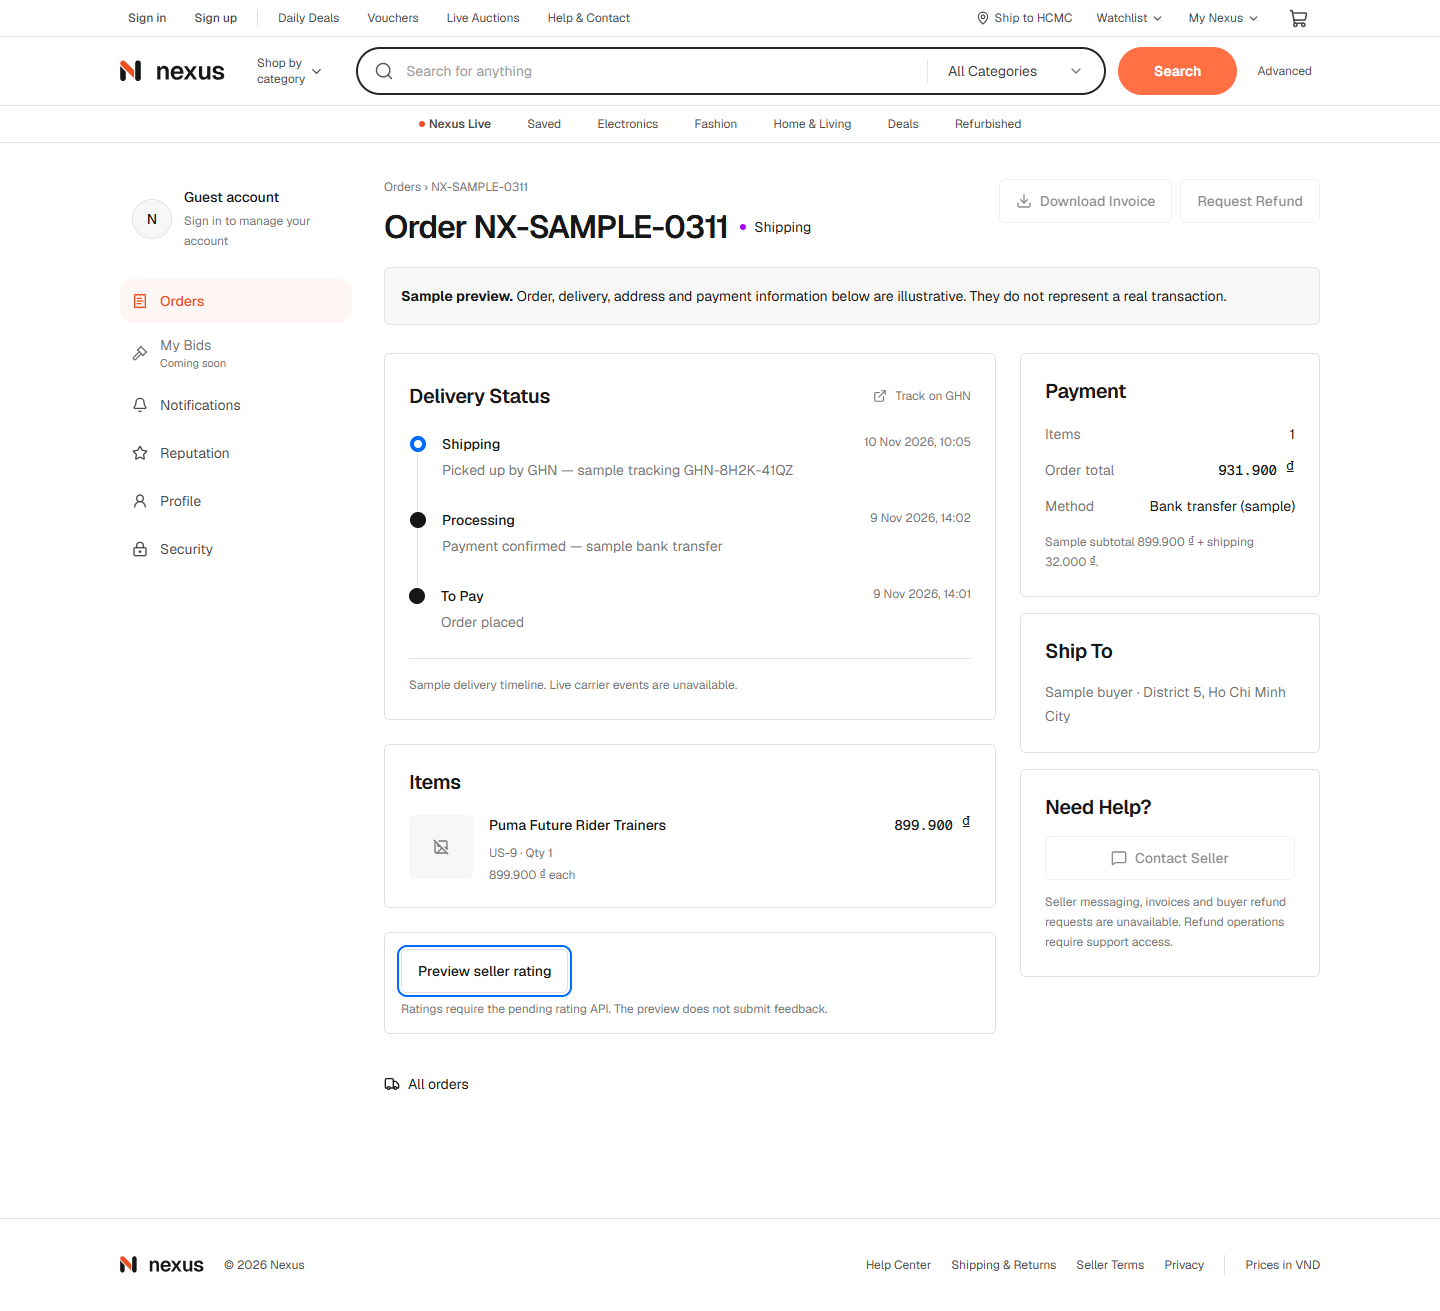 Sign in
Sign up
Daily Deals
Vouchers
Live Auctions
Help & Contact
Ship to HCMC
Watchlist
My Nexus
nexus
Shop by
category
Search for anything
All Categories
Search
Advanced
Nexus Live
Saved
Electronics
Fashion
Home & Living
Deals
Refurbished
N
Guest account
Sign in to manage your
account
Orders
My Bids
Coming soon
Notifications
Reputation
Profile
Security
Orders › NX-SAMPLE-0311
Order NX-SAMPLE-0311
Shipping
Download Invoice
Request Refund
Sample preview. Order, delivery, address and payment information below are illustrative. They do not represent a real transaction.
Delivery Status
Track on GHN
Shipping
10 Nov 2026, 10:05
Picked up by GHN — sample tracking GHN-8H2K-41QZ
Processing
9 Nov 2026, 14:02
Payment confirmed — sample bank transfer
To Pay
9 Nov 2026, 14:01
Order placed
Sample delivery timeline. Live carrier events are unavailable.
Items
Puma Future Rider Trainers
899.900 ₫
US-9 · Qty 1
899.900 ₫ each
Preview seller rating
Ratings require the pending rating API. The preview does not submit feedback.
All orders
Payment
Items
1
Order total
931.900 ₫
Method
Bank transfer (sample)
Sample subtotal 899.900 ₫ + shipping
32.000 ₫.
Ship To
Sample buyer · District 5, Ho Chi Minh
City
Need Help?
Contact Seller
Seller messaging, invoices and buyer refund
requests are unavailable. Refund operations
require support access.
nexus
© 2026 Nexus
Help Center
Shipping & Returns
Seller Terms
Privacy
Prices in VND